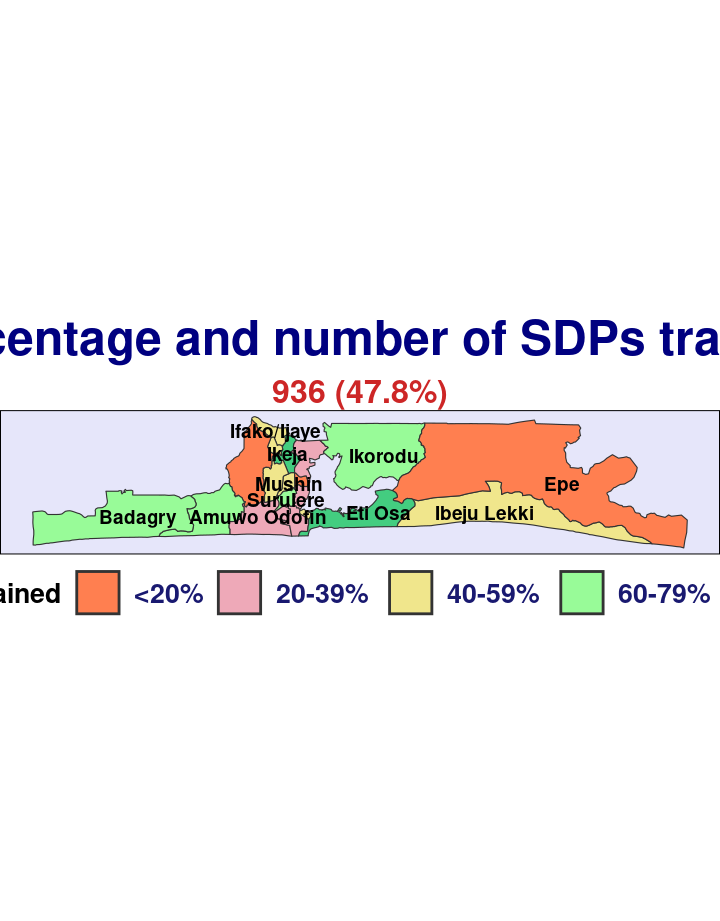 centage and number of SDPs tra
936 (47.8%)
Ifako/Ijaye
Ikeja
Ikorodu
Mushin
Epe
Surulere
Badagry
Amuwo Odofin
Eti Osa
Ibeju Lekki
ained <20% 20-39% 40-59% 60-79%